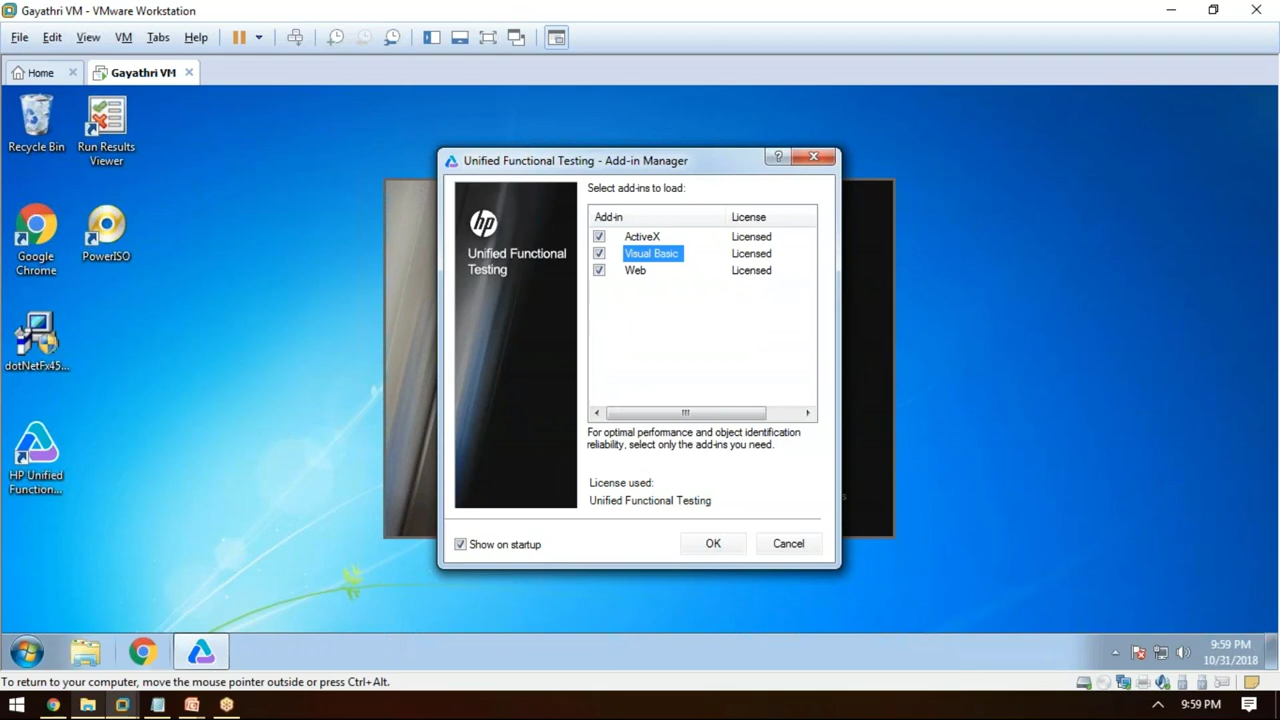 Gayathri VM - VMware Workstation
File Edit View VM Tabs Help
Home Gayathri VM
Recycle Bin
Run Results
Viewer
Google
Chrome
PowerISO
dotNetFx45...
HP Unified
Function...
Unified Functional Testing - Add-in Manager
hp
Unified Functional
Testing
Select add-ins to load:
Add-in License
ActiveX Licensed
Visual Basic Licensed
Web Licensed
For optimal performance and object identification
reliability, select only the add-ins you need.
License used:
Unified Functional Testing
Show on startup
OK Cancel
9:59 PM
10/31/2018
To return to your computer, move the mouse pointer outside or press Ctrl+Alt.
9:59 PM